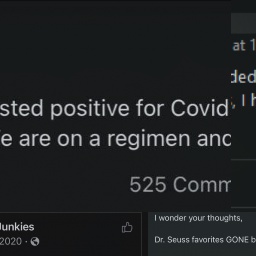 at 1
ded
I h
sted positive for Covid
e are on a regimen and
525 Comm
Junkies
2020 ·
I wonder your thoughts,
Dr. Seuss favorites GONE b